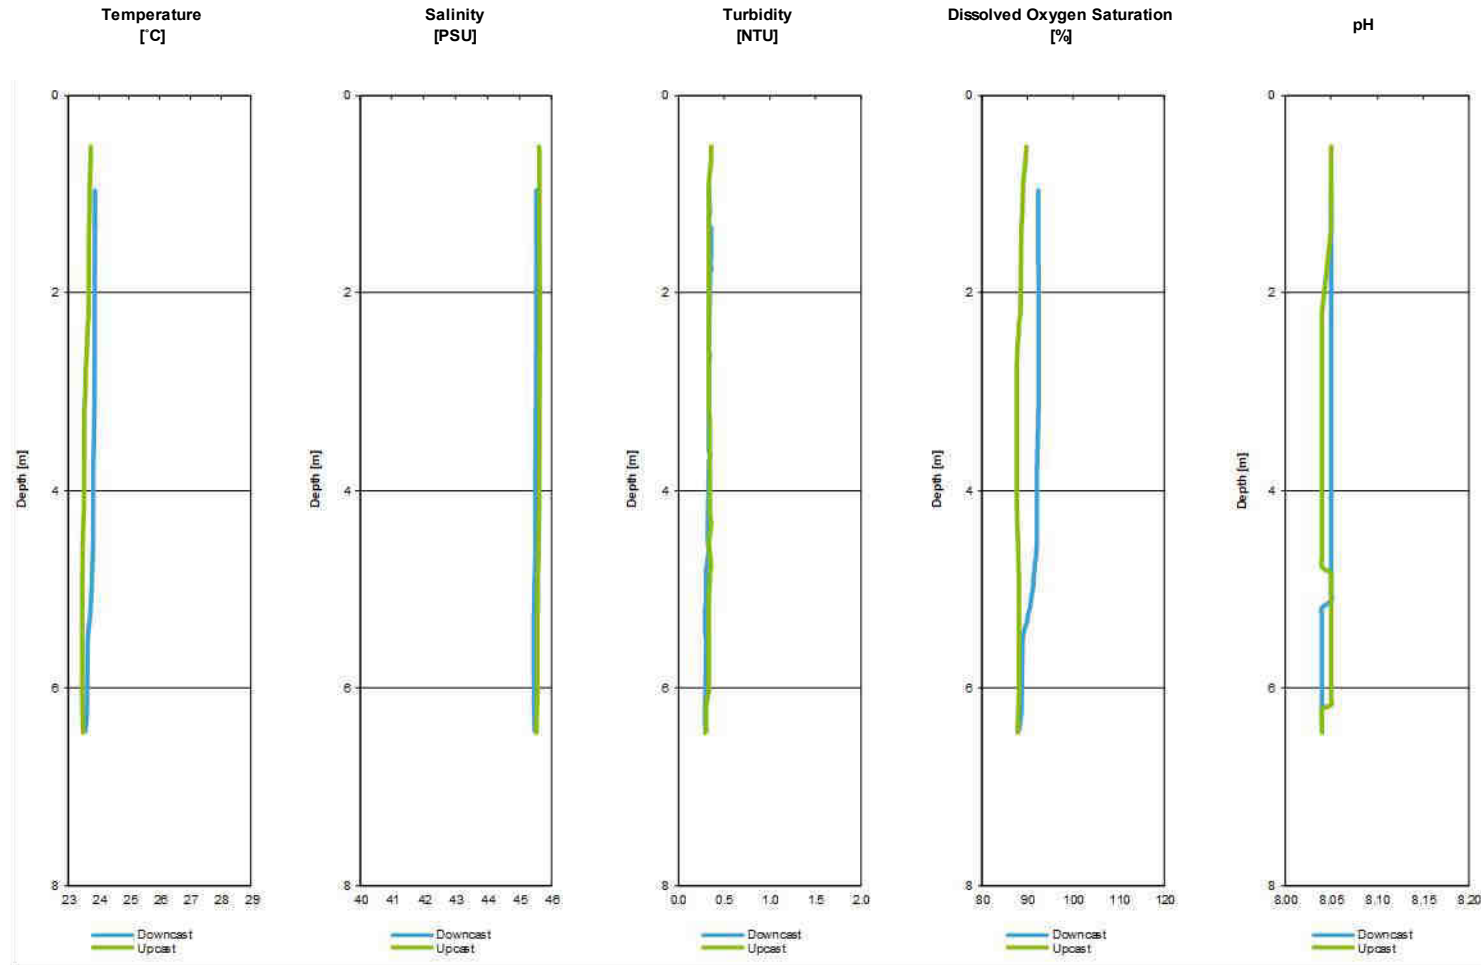 Temperature
[˚C]
Salinity
[PSU]
Turbidity
[NTU]
Dissolved Oxygen Saturation
[%]
pH
0
2
4
6
8
Depth [m]
23 24 25 26 27 28 29
Downcast
Upcast
0
2
4
6
8
Depth [m]
40 41 42 43 44 45 46
Downcast
Upcast
0
2
4
6
8
Depth [m]
0.0 0.5 1.0 1.5 2.0
Downcast
Upcast
0
2
4
6
8
Depth [m]
80 90 100 110 120
Downcast
Upcast
0
2
4
6
8
Depth [m]
8.00 8.05 8.10 8.15 8.20
Downcast
Upcast